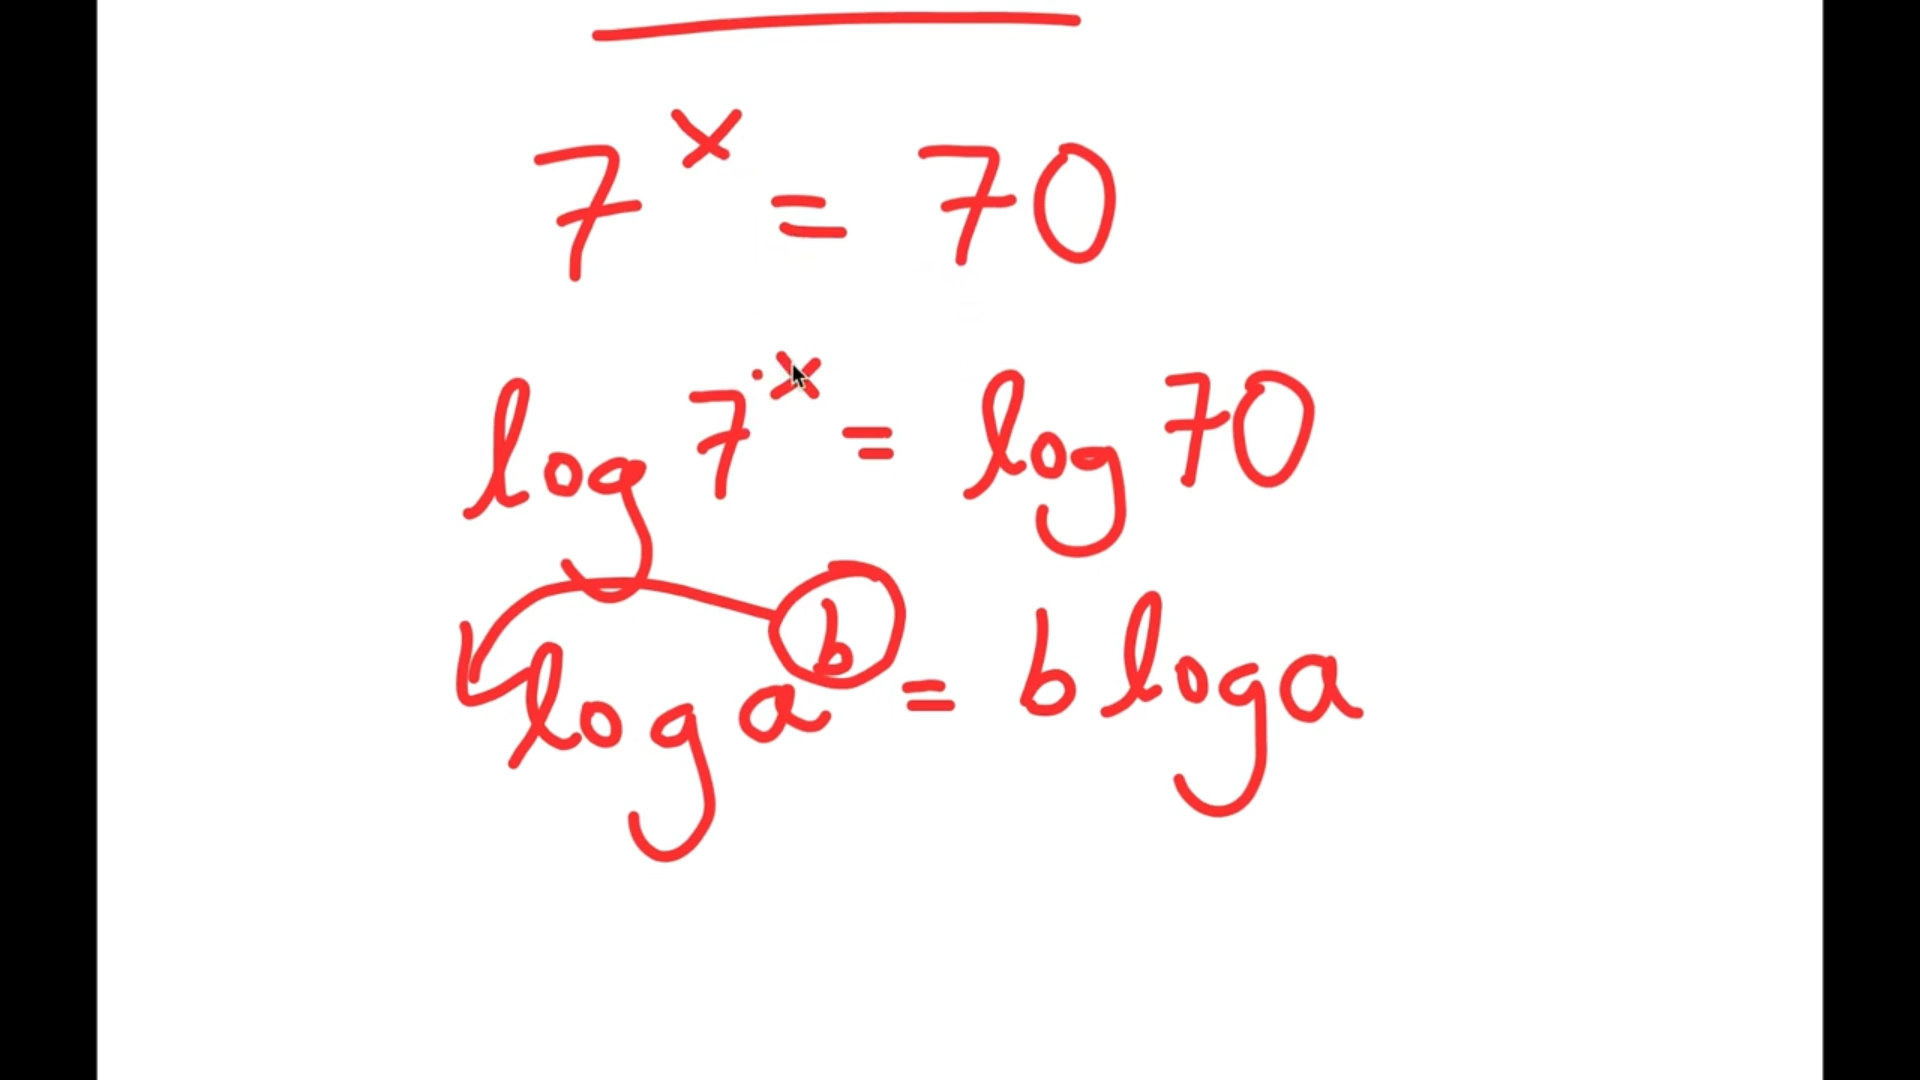 7^x = 70
log 7^x = log 70
log a^b = b log a